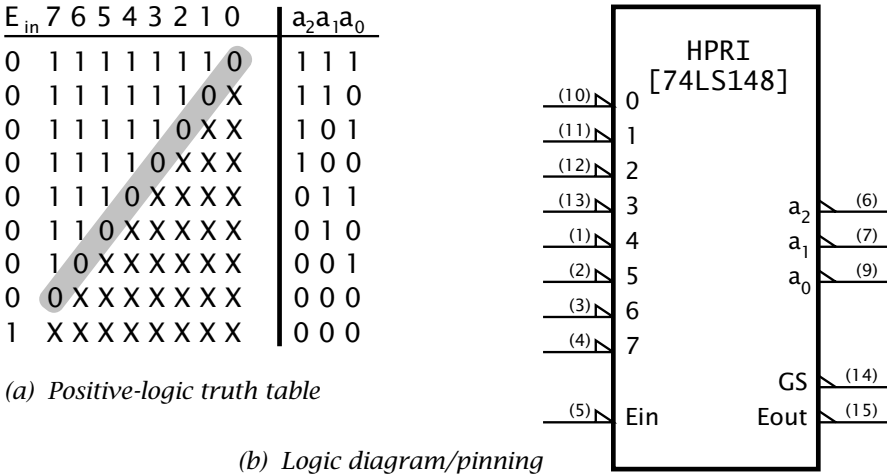 E in 7 6 5 4 3 2 1 0 a2a1a0
0 1 1 1 1 1 1 1 0 1 1 1
0 1 1 1 1 1 1 0 X 1 1 0
0 1 1 1 1 1 0 X X 1 0 1
0 1 1 1 1 0 X X X 1 0 0
0 1 1 1 0 X X X X 0 1 1
0 1 1 0 X X X X X 0 1 0
0 1 0 X X X X X X 0 0 1
0 0 X X X X X X X 0 0 0
1 X X X X X X X X 0 0 0
(a) Positive-logic truth table
HPRI
[74LS148]
(10) 0
(11) 1
(12) 2
(13) 3
(1) 4
(2) 5
(3) 6
(4) 7
(5) Ein
a2 (6)
a1 (7)
a0 (9)
GS (14)
Eout (15)
(b) Logic diagram/pinning